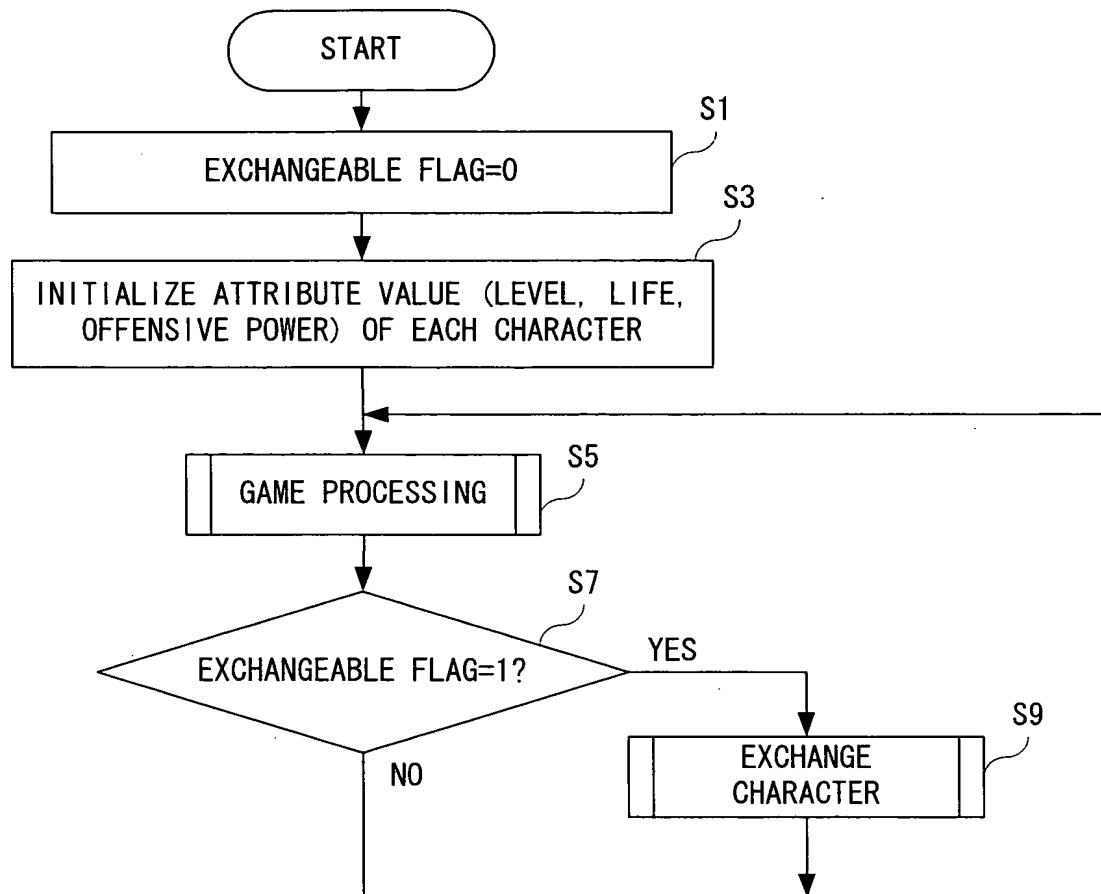 START
S1
EXCHANGEABLE FLAG=0
S3
INITIALIZE ATTRIBUTE VALUE (LEVEL, LIFE,
OFFENSIVE POWER) OF EACH CHARACTER
S5
GAME PROCESSING
S7
EXCHANGEABLE FLAG=1?
YES
S9
EXCHANGE
CHARACTER
NO